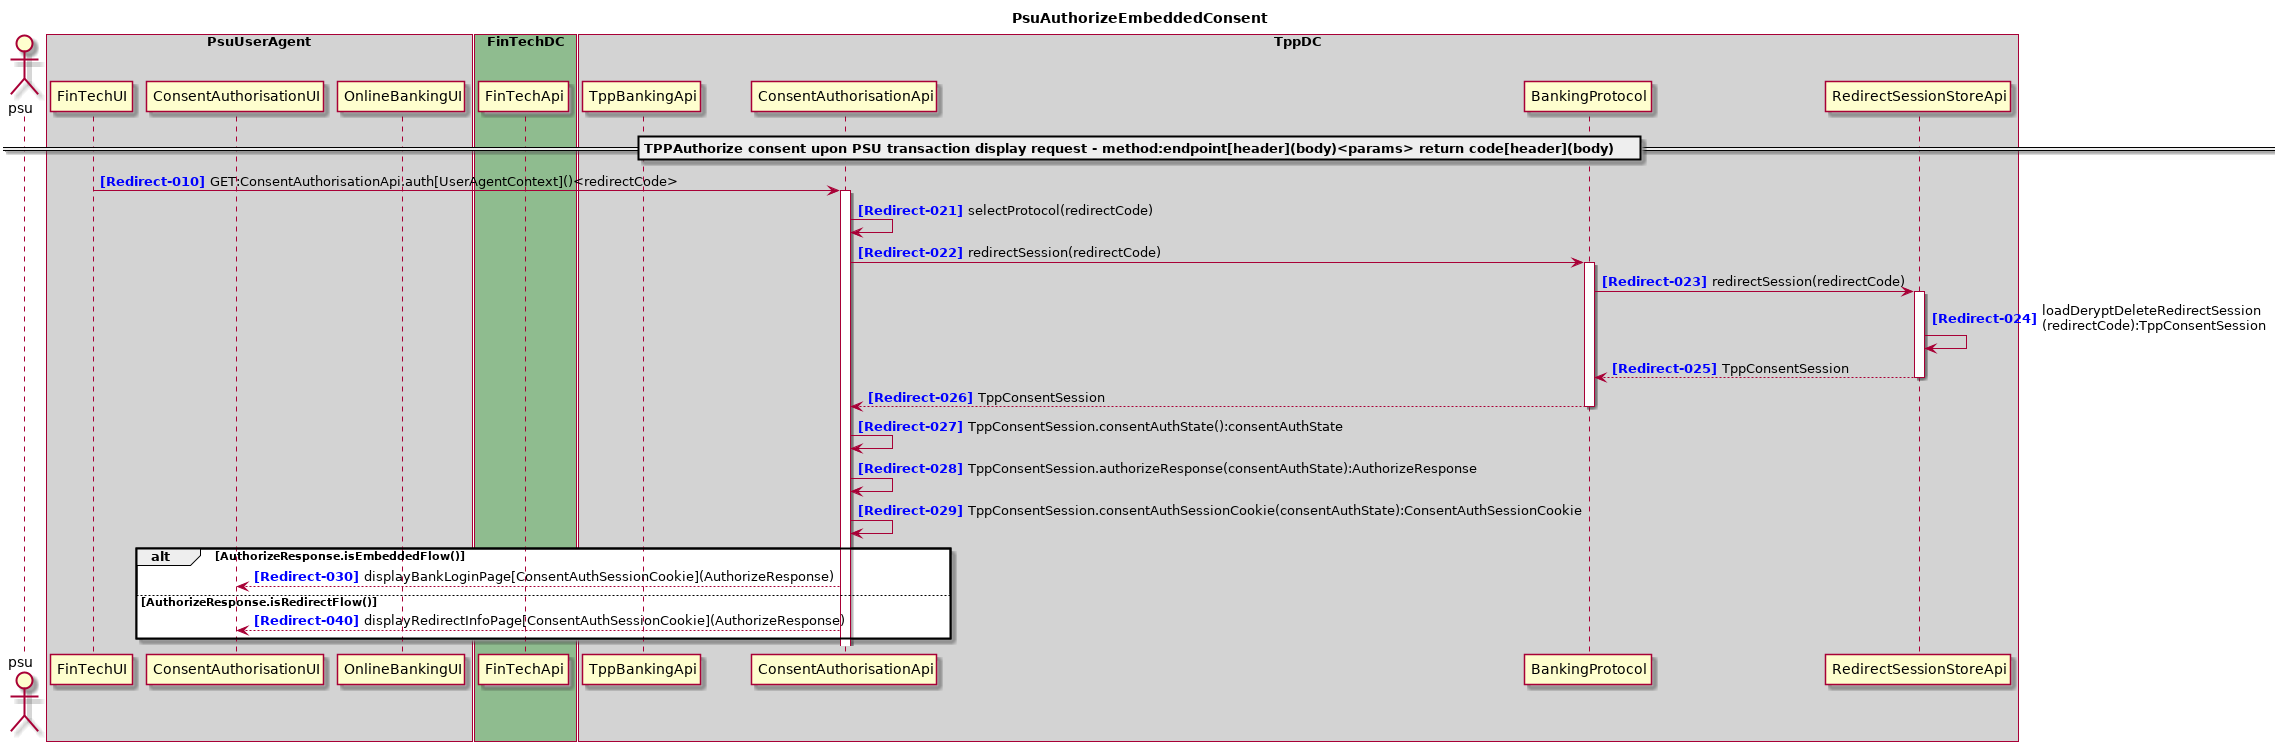 PsuAuthorizeEmbeddedConsent
PsuUserAgent
FinTechDC
TppDC
psu
FinTechUI
ConsentAuthorisationUI
OnlineBankingUI
FinTechApi
TppBankingApi
ConsentAuthorisationApi
BankingProtocol
RedirectSessionStoreApi
TPPAuthorize consent upon PSU transaction display request - method:endpoint[header](body)<params> return code[header](body)
[Redirect-010] GET:ConsentAuthorisationApi.auth[UserAgentContext]()<redirectCode>
[Redirect-021] selectProtocol(redirectCode)
[Redirect-022] redirectSession(redirectCode)
[Redirect-023] redirectSession(redirectCode)
[Redirect-024] loadDeryptDeleteRedirectSession
(redirectCode):TppConsentSession
[Redirect-025] TppConsentSession
[Redirect-026] TppConsentSession
[Redirect-027] TppConsentSession.consentAuthState():consentAuthState
[Redirect-028] TppConsentSession.authorizeResponse(consentAuthState):AuthorizeResponse
[Redirect-029] TppConsentSession.consentAuthSessionCookie(consentAuthState):ConsentAuthSessionCookie
alt [AuthorizeResponse.isEmbeddedFlow()]
[Redirect-030] displayBankLoginPage[ConsentAuthSessionCookie](AuthorizeResponse)
[AuthorizeResponse.isRedirectFlow()]
[Redirect-040] displayRedirectInfoPage[ConsentAuthSessionCookie](AuthorizeResponse)
psu
FinTechUI
ConsentAuthorisationUI
OnlineBankingUI
FinTechApi
TppBankingApi
ConsentAuthorisationApi
BankingProtocol
RedirectSessionStoreApi